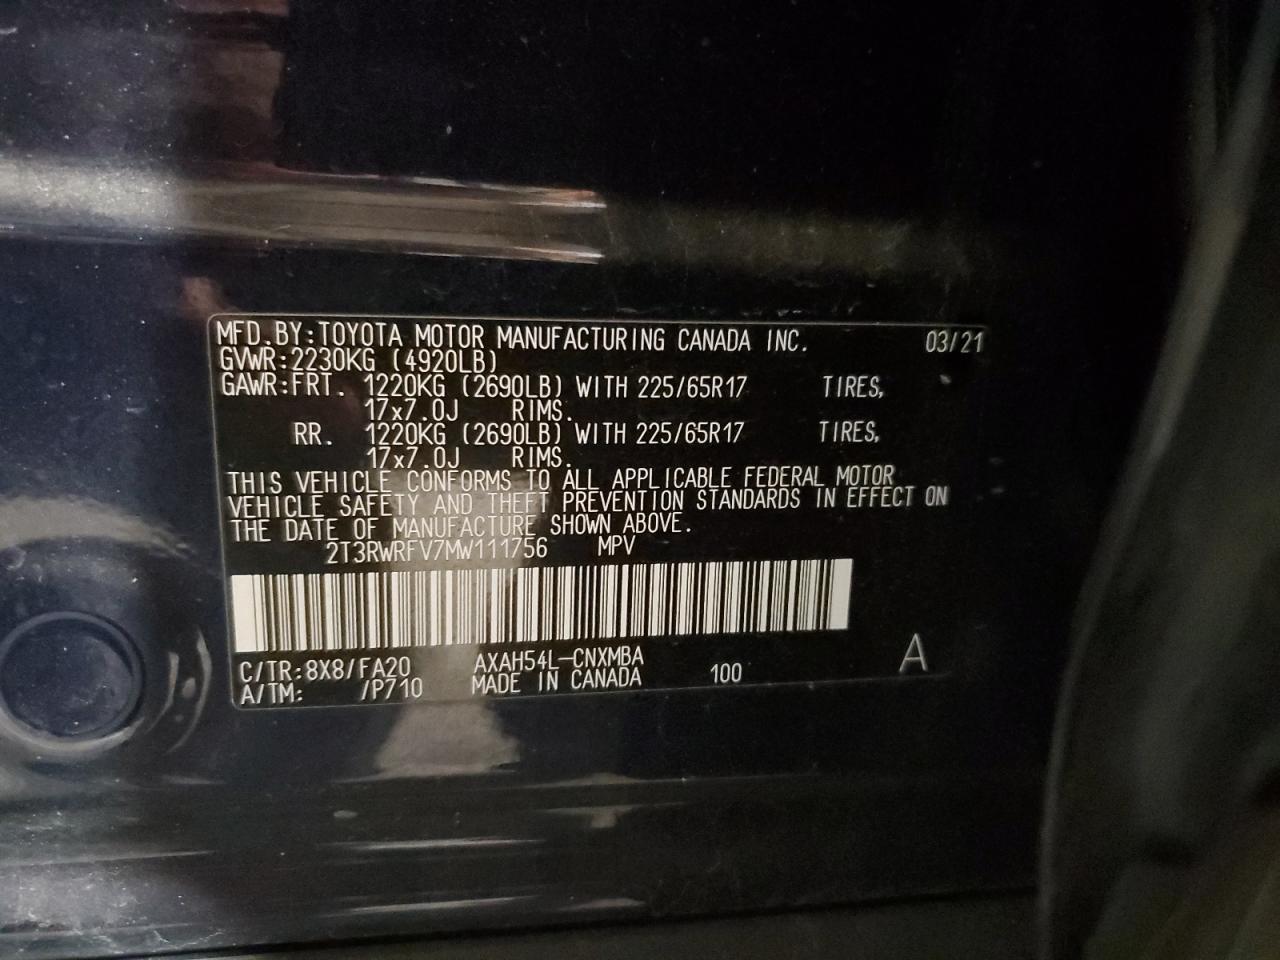 MFD.BY:TOYOTA MOTOR MANUFACTURING CANADA INC. 03/21
GVWR:2230KG (4920LB)
GAWR:FRT. 1220KG (2690LB) WITH 225/65R17 TIRES,
17x7.0J RIMS.
RR. 1220KG (2690LB) WITH 225/65R17 TIRES,
17x7.0J RIMS.
THIS VEHICLE CONFORMS TO ALL APPLICABLE FEDERAL MOTOR
VEHICLE SAFETY AND THEFT PREVENTION STANDARDS IN EFFECT ON
THE DATE OF MANUFACTURE SHOWN ABOVE.
2T3RWRFV7MW111756 MPV
C/TR:8X8/FA20 AXAH54L-CNXMBA 100 A
A/TM: /P710 MADE IN CANADA